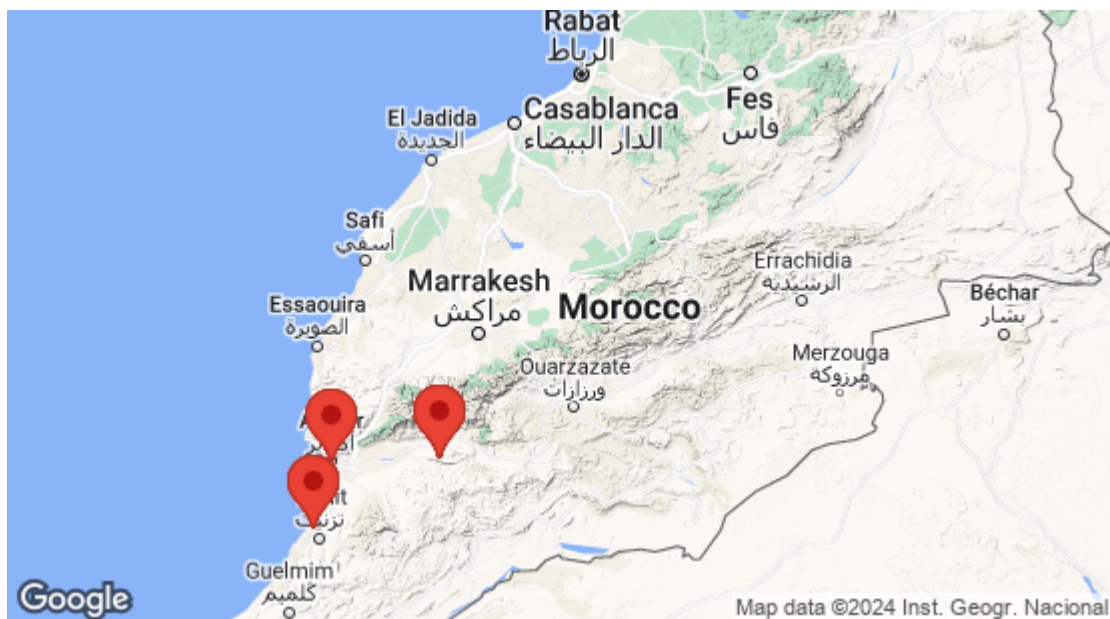 Rabat
الرباط
Fes
فاس
Casablanca
الدار البيضاء
El Jadida
الجديدة
Safi
أسفي
Marrakesh
مراكش
Morocco
Errachidia
الرشيدية
Béchar
بشار
Essaouira
الصويرة
Ouarzazate
ورزازات
Merzouga
مرزوكة
تزنيت
Guelmim
كلميم
Google
Map data ©2024 Inst. Geogr. Nacional